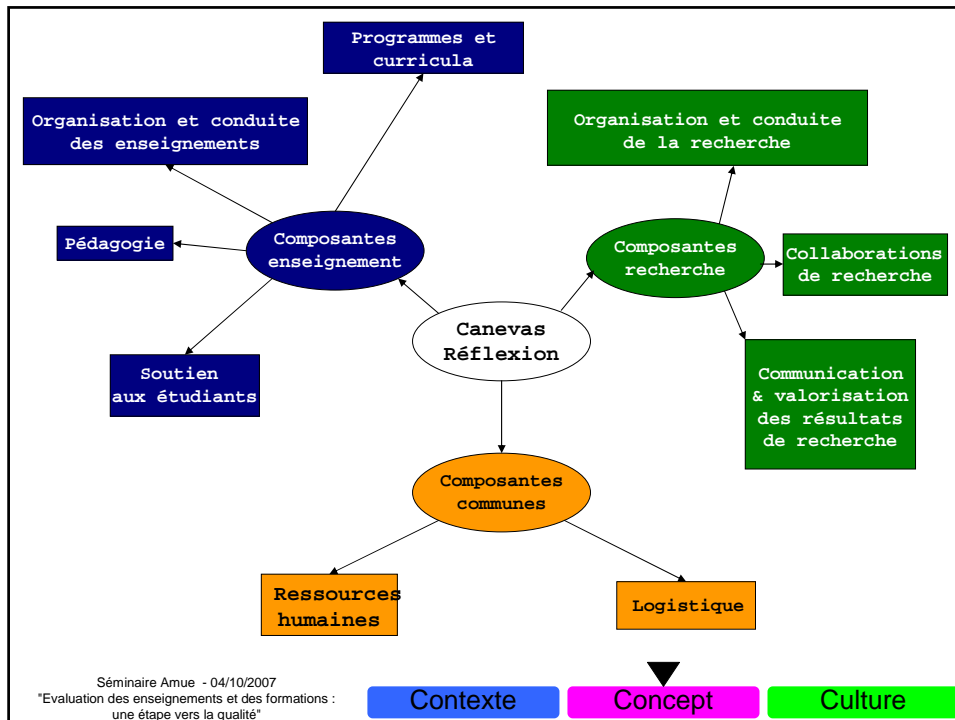 Programmes et
curricula
Organisation et conduite
des enseignements
Organisation et conduite
de la recherche
Pédagogie
Composantes
enseignement
Composantes
recherche
Collaborations
de recherche
Canevas
Réflexion
Soutien
aux étudiants
Communication
& valorisation
des résultats
de recherche
Composantes
communes
Ressources
humaines
Logistique
Séminaire Amue - 04/10/2007
"Evaluation des enseignements et des formations :
une étape vers la qualité"
Contexte
Concept
Culture